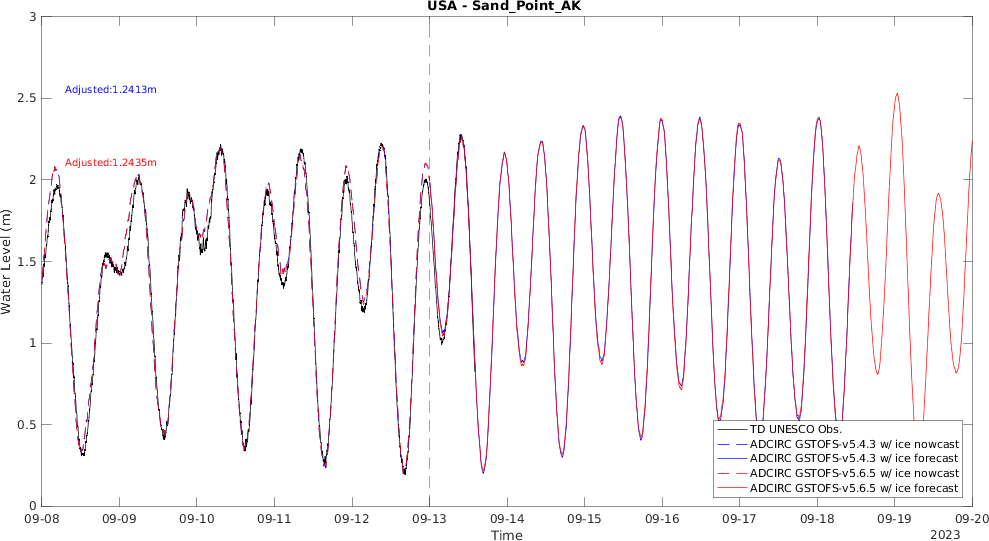 USA - Sand_Point_AK
3
2.5
2
1.5
1
0.5
0
Water Level (m)
Adjusted:1.2413m
Adjusted:1.2435m
TD UNESCO Obs.
ADCIRC GSTOFS-v5.4.3 w/ ice nowcast
ADCIRC GSTOFS-v5.4.3 w/ ice forecast
ADCIRC GSTOFS-v5.6.5 w/ ice nowcast
ADCIRC GSTOFS-v5.6.5 w/ ice forecast
09-08 09-09 09-10 09-11 09-12 09-13 09-14 09-15 09-16 09-17 09-18 09-19 09-20
Time
2023